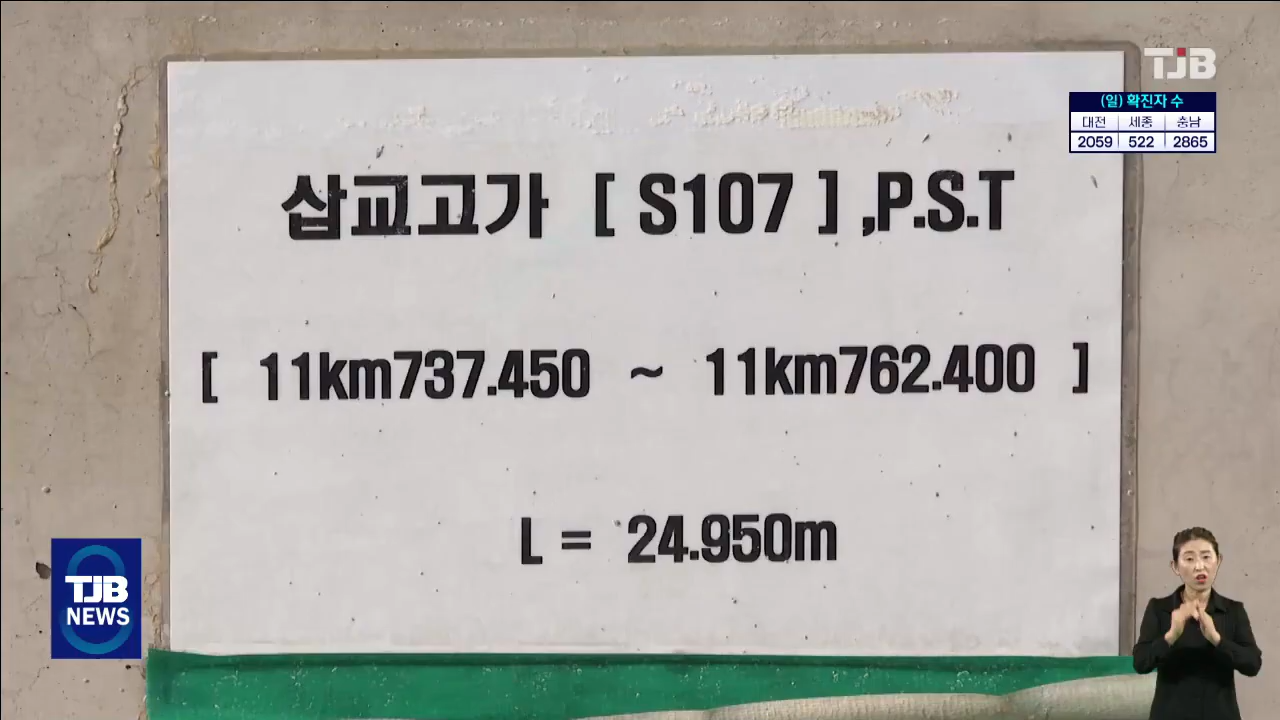 TJB
(일) 확진자 수
대전 세종 충남
2059 522 2865
삽교고가 [ S107 ] ,P.S.T
[ 11km737.450 ~ 11km762.400 ]
L = 24.950m
8
TJB
NEWS